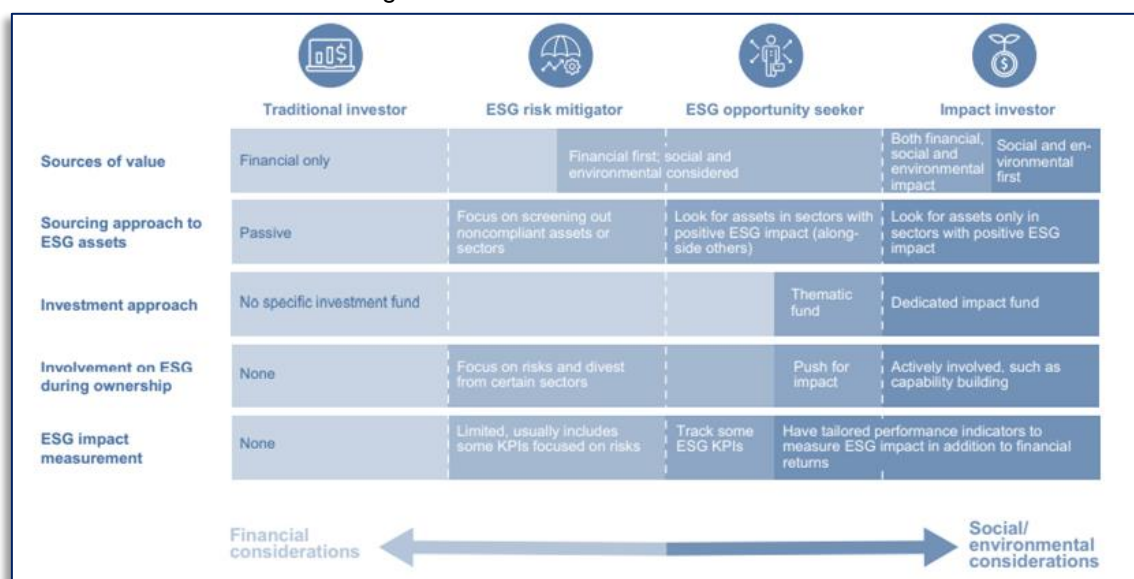 Traditional investor ESG risk mitigator ESG opportunity seeker Impact investor
Sources of value
Financial only
Financial first; social and
environmental considered
Both financial,
social and
environmental
impact
Social and en-
vironmental
first
Sourcing approach to
ESG assets
Passive
Focus on screening out
noncompliant assets or
sectors
Look for assets in sectors with
positive ESG impact (along-
side others)
Look for assets only in
sectors with positive ESG
impact
Investment approach
No specific investment fund
Thematic
fund
Dedicated impact fund
Involvement on ESG
during ownership
None
Focus on risks and divest
from certain sectors
Push for
impact
Actively involved, such as
capability building
ESG impact
measurement
None
Limited, usually includes
some KPIs focused on risks
Track some
ESG KPIs
Have tailored performance indicators to
measure ESG impact in addition to financial
returns
Financial
considerations
Social/
environmental
considerations